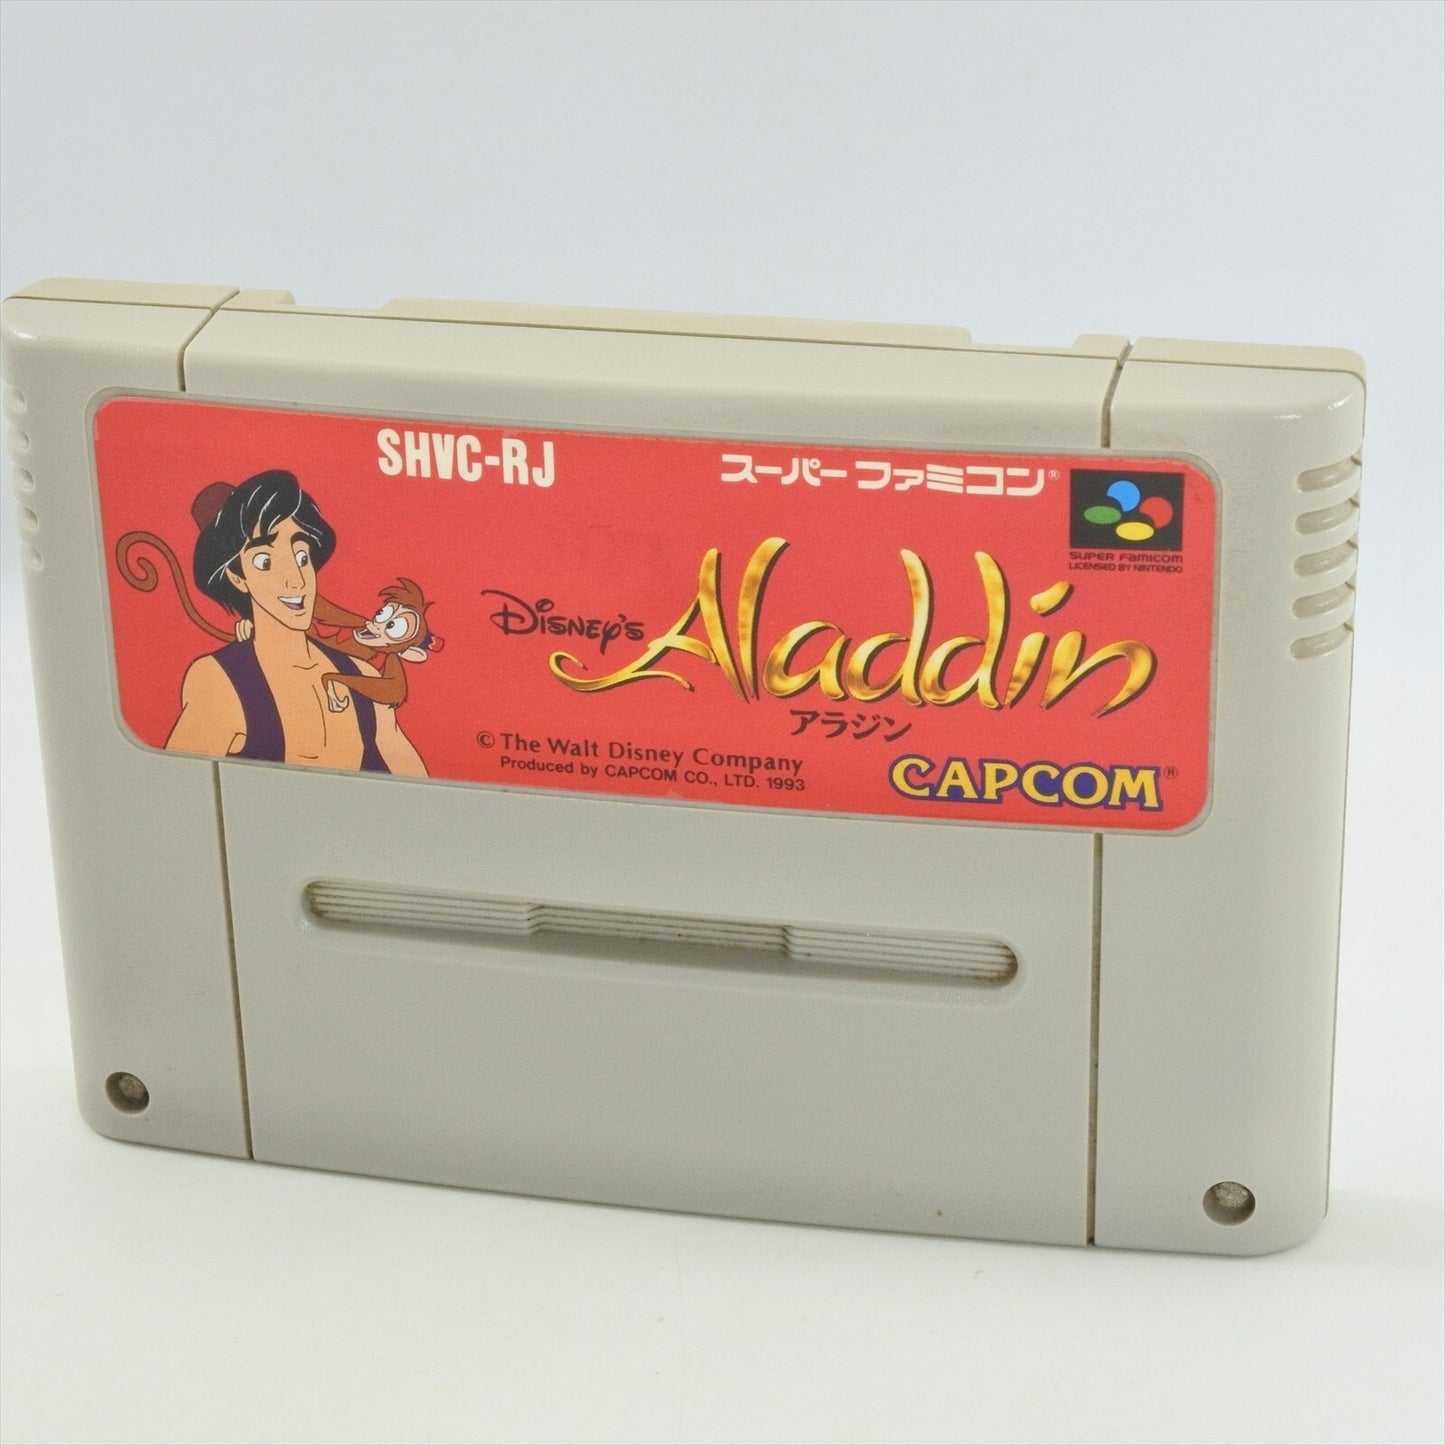 SHVC-RJ
スーパーファミコン®
SUPER FAMICOM
LICENSED BY NINTENDO
Disney's Aladdin
アラジン
© The Walt Disney Company
Produced by CAPCOM CO., LTD. 1993
CAPCOM®